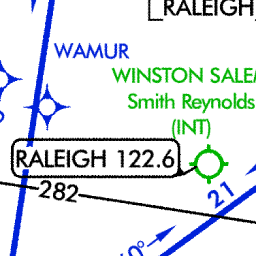 [RALEIGH
WAMUR
WINSTON SALEM
Smith Reynolds
(INT)
RALEIGH 122.6
282
21